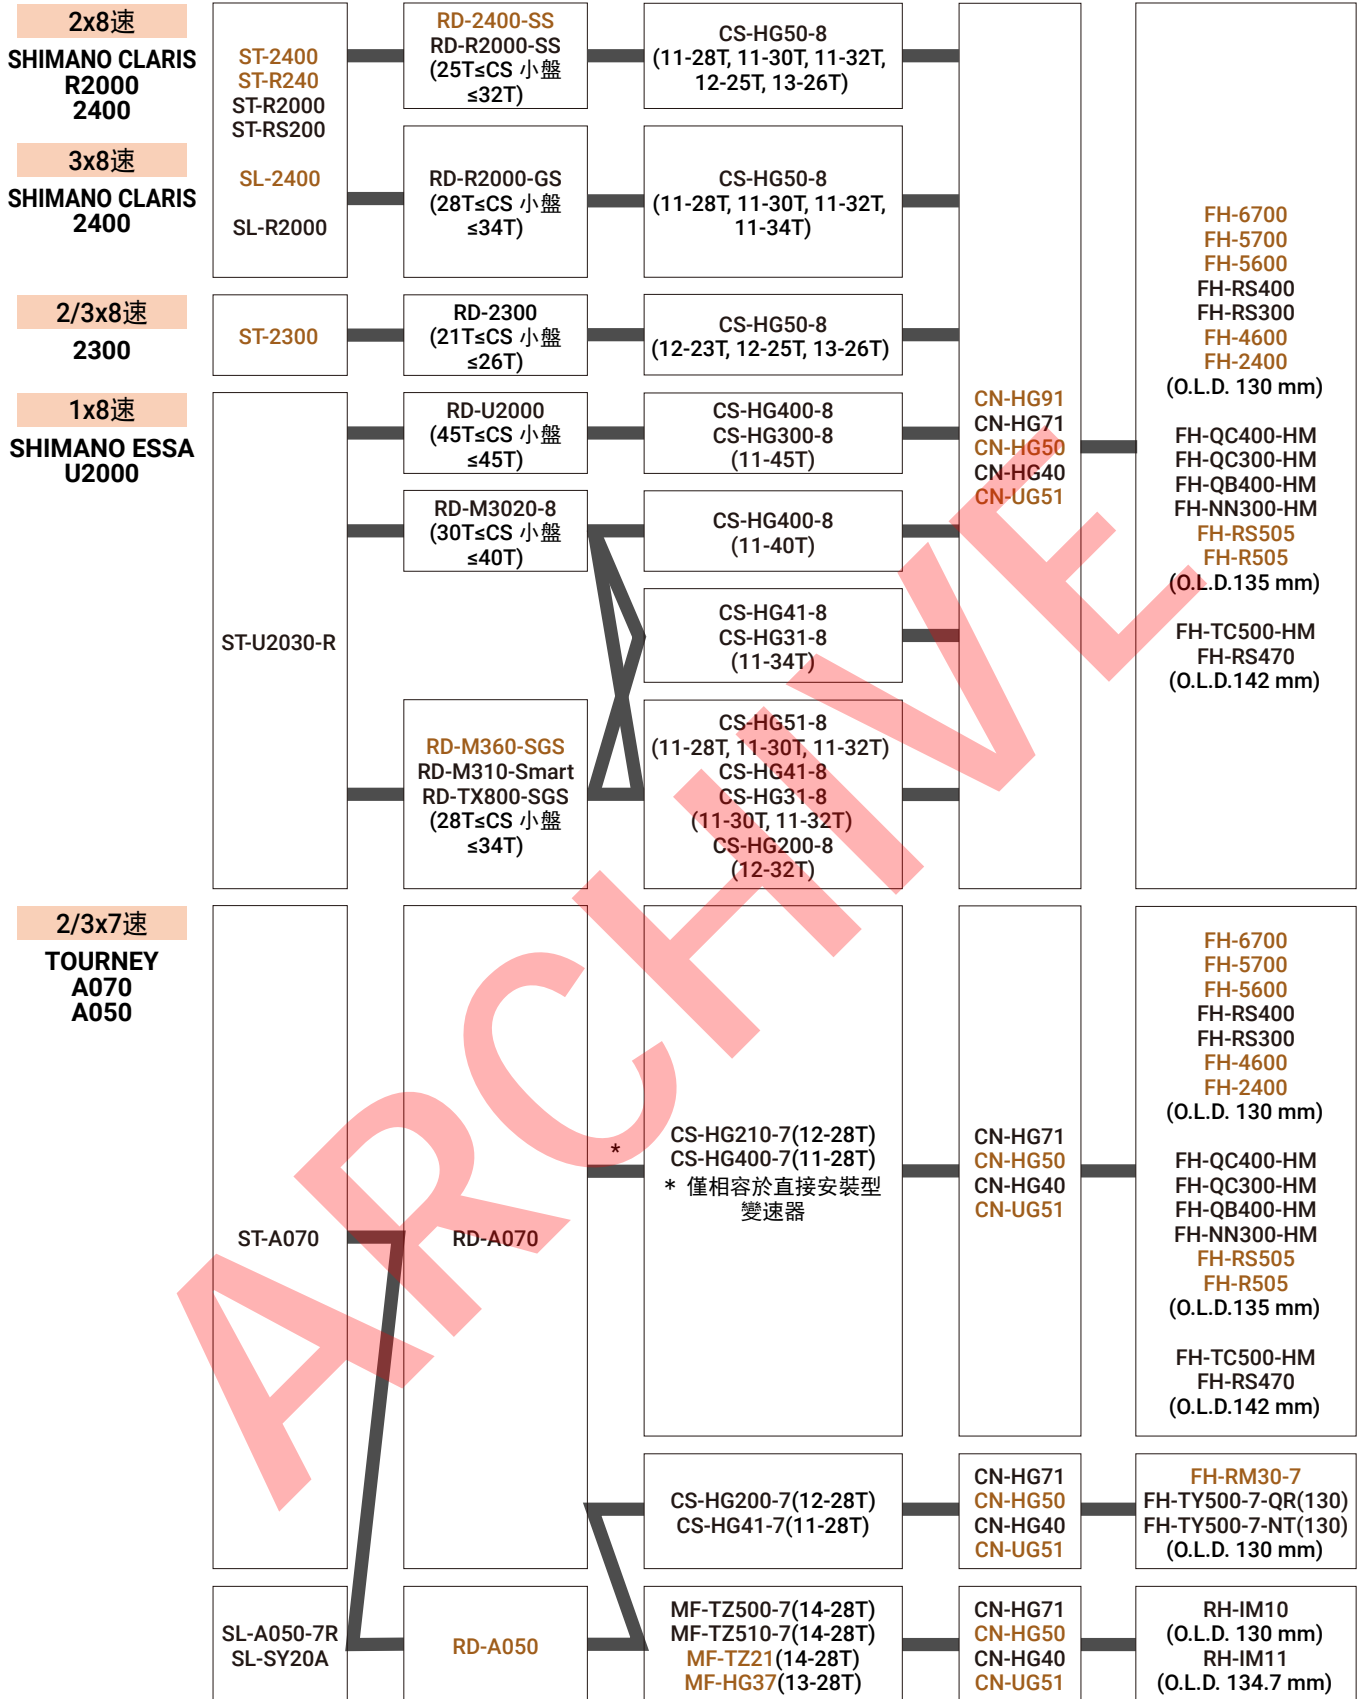 2x8速
SHIMANO CLARIS
R2000
2400
3x8速
SHIMANO CLARIS
2400
ST-2400
ST-R240
ST-R2000
ST-RS200
SL-2400
SL-R2000
RD-2400-SS
RD-R2000-SS
(25T≤CS 小盤
≤32T)
CS-HG50-8
(11-28T, 11-30T, 11-32T,
12-25T, 13-26T)
RD-R2000-GS
(28T≤CS 小盤
≤34T)
CS-HG50-8
(11-28T, 11-30T, 11-32T,
11-34T)
2/3x8速
2300
ST-2300
RD-2300
(21T≤CS 小盤
≤26T)
CS-HG50-8
(12-23T, 12-25T, 13-26T)
1x8速
SHIMANO ESSA
U2000
ST-U2030-R
RD-U2000
(45T≤CS 小盤
≤45T)
CS-HG400-8
CS-HG300-8
(11-45T)
RD-M3020-8
(30T≤CS 小盤
≤40T)
CS-HG400-8
(11-40T)
CS-HG41-8
CS-HG31-8
(11-34T)
RD-M360-SGS
RD-M310-Smart
RD-TX800-SGS
(28T≤CS 小盤
≤34T)
CS-HG51-8
(11-28T, 11-30T, 11-32T)
CS-HG41-8
CS-HG31-8
(11-30T, 11-32T)
CS-HG200-8
(12-32T)
CN-HG91
CN-HG71
CN-HG50
CN-HG40
CN-UG51
FH-6700
FH-5700
FH-5600
FH-RS400
FH-RS300
FH-4600
FH-2400
(O.L.D. 130 mm)
FH-QC400-HM
FH-QC300-HM
FH-QB400-HM
FH-NN300-HM
FH-RS505
FH-R505
(O.L.D.135 mm)
FH-TC500-HM
FH-RS470
(O.L.D.142 mm)
2/3x7速
TOURNEY
A070
A050
ST-A070
RD-A070
*
CS-HG210-7(12-28T)
CS-HG400-7(11-28T)
* 僅相容於直接安裝型
變速器
CN-HG71
CN-HG50
CN-HG40
CN-UG51
FH-6700
FH-5700
FH-5600
FH-RS400
FH-RS300
FH-4600
FH-2400
(O.L.D. 130 mm)
FH-QC400-HM
FH-QC300-HM
FH-QB400-HM
FH-NN300-HM
FH-RS505
FH-R505
(O.L.D.135 mm)
FH-TC500-HM
FH-RS470
(O.L.D.142 mm)
CS-HG200-7(12-28T)
CS-HG41-7(11-28T)
CN-HG71
CN-HG50
CN-HG40
CN-UG51
FH-RM30-7
FH-TY500-7-QR(130)
FH-TY500-7-NT(130)
(O.L.D. 130 mm)
SL-A050-7R
SL-SY20A
RD-A050
MF-TZ500-7(14-28T)
MF-TZ510-7(14-28T)
MF-TZ21(14-28T)
MF-HG37(13-28T)
CN-HG71
CN-HG50
CN-HG40
CN-UG51
RH-IM10
(O.L.D. 130 mm)
RH-IM11
(O.L.D. 134.7 mm)
ARCHIVE